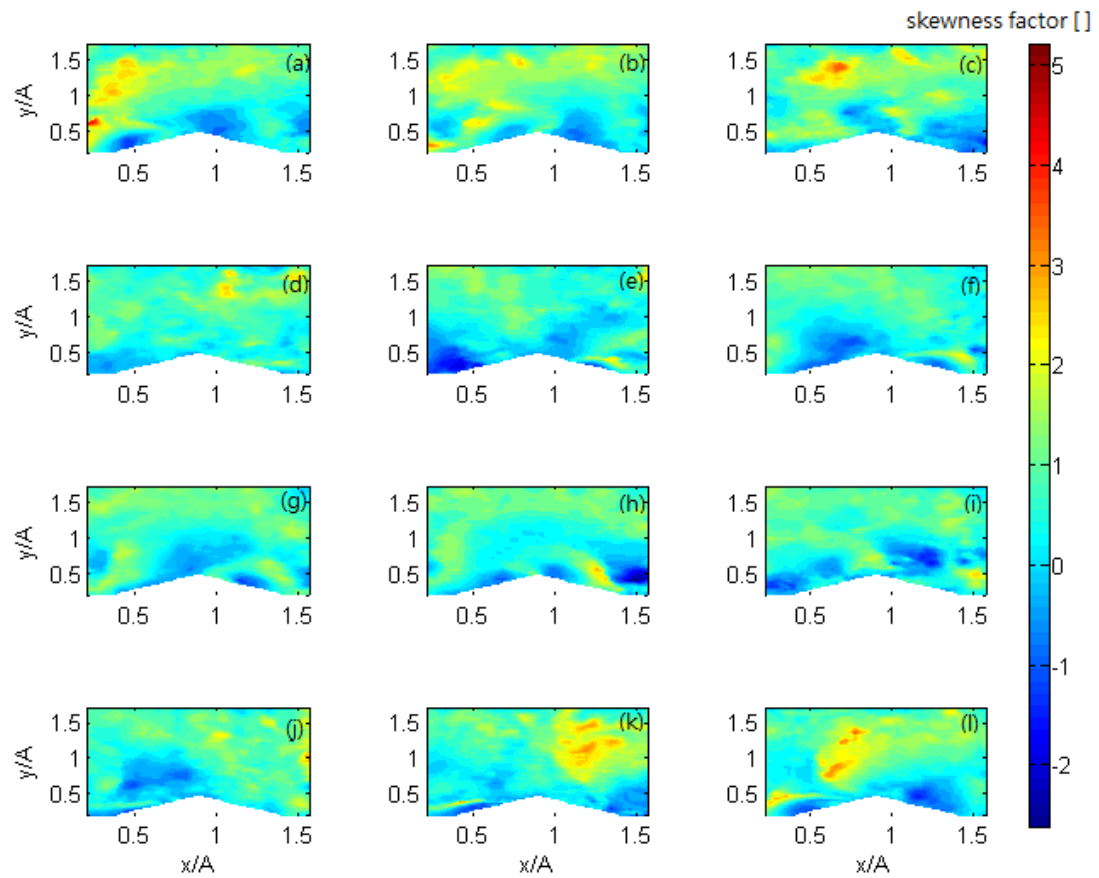 skewness factor [ ]
(a) (b) (c)
y/A 1.5 1 0.5 1.5 1 0.5 1.5 1 0.5
0.5 1 1.5 0.5 1 1.5 0.5 1 1.5
(d) (e) (f)
y/A 1.5 1 0.5 1.5 1 0.5 1.5 1 0.5
0.5 1 1.5 0.5 1 1.5 0.5 1 1.5
(g) (h) (i)
y/A 1.5 1 0.5 1.5 1 0.5 1.5 1 0.5
0.5 1 1.5 0.5 1 1.5 0.5 1 1.5
(j) (k) (l)
y/A 1.5 1 0.5 1.5 1 0.5 1.5 1 0.5
0.5 1 1.5 0.5 1 1.5 0.5 1 1.5
x/A x/A x/A
5
4
3
2
1
0
-1
-2